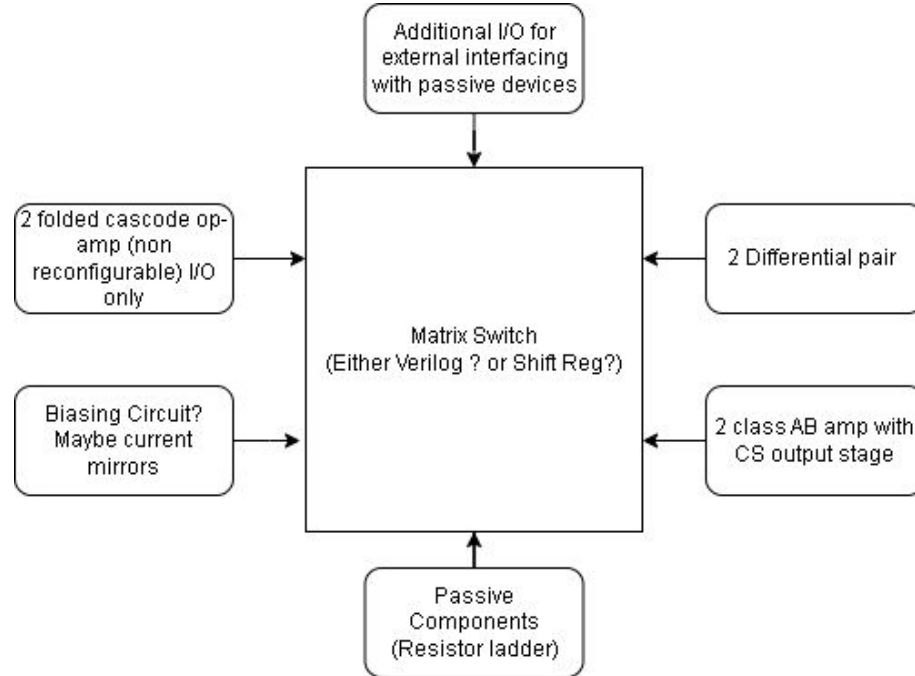 Additional I/O for
external interfacing
with passive devices
2 folded cascode op-
amp (non
reconfigurable) I/O
only
2 Differential pair
Matrix Switch
(Either Verilog ? or Shift Reg?)
Biasing Circuit?
Maybe current
mirrors
2 class AB amp with
CS output stage
Passive
Components
(Resistor ladder)